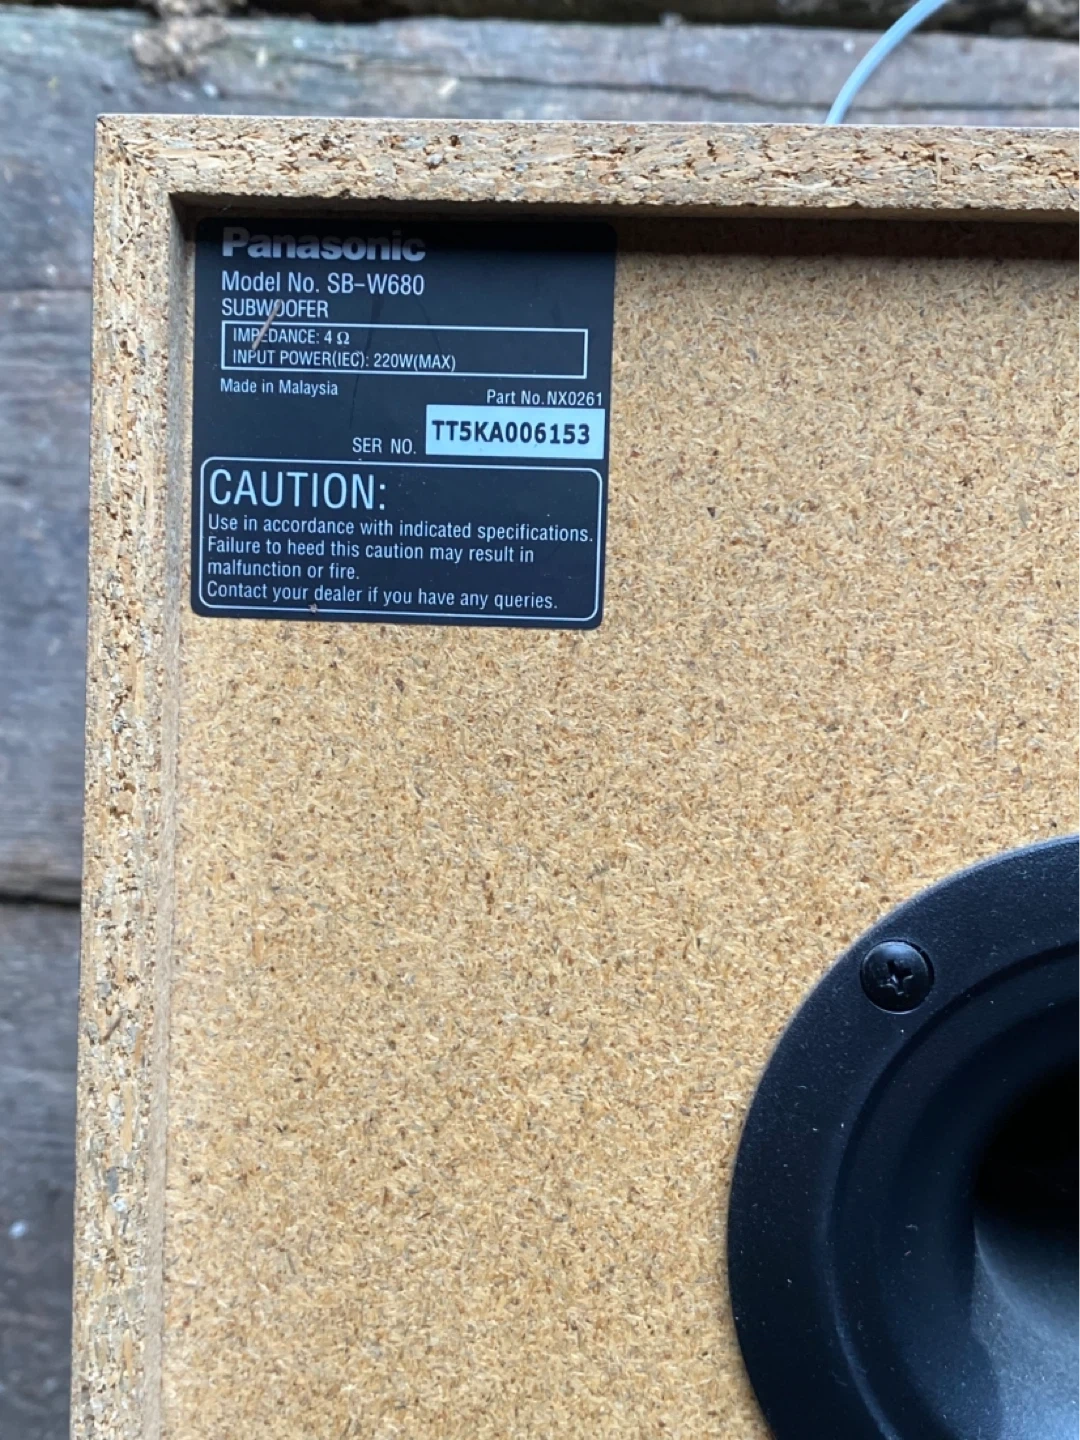 Panasonic
Model No. SB-W680
SUBWOOFER
IMPEDANCE: 4 Ω
INPUT POWER(IEC): 220W(MAX)
Made in Malaysia
Part No. NX0261
SER NO. TT5KA006153
CAUTION:
Use in accordance with indicated specifications.
Failure to heed this caution may result in
malfunction or fire.
Contact your dealer if you have any queries.